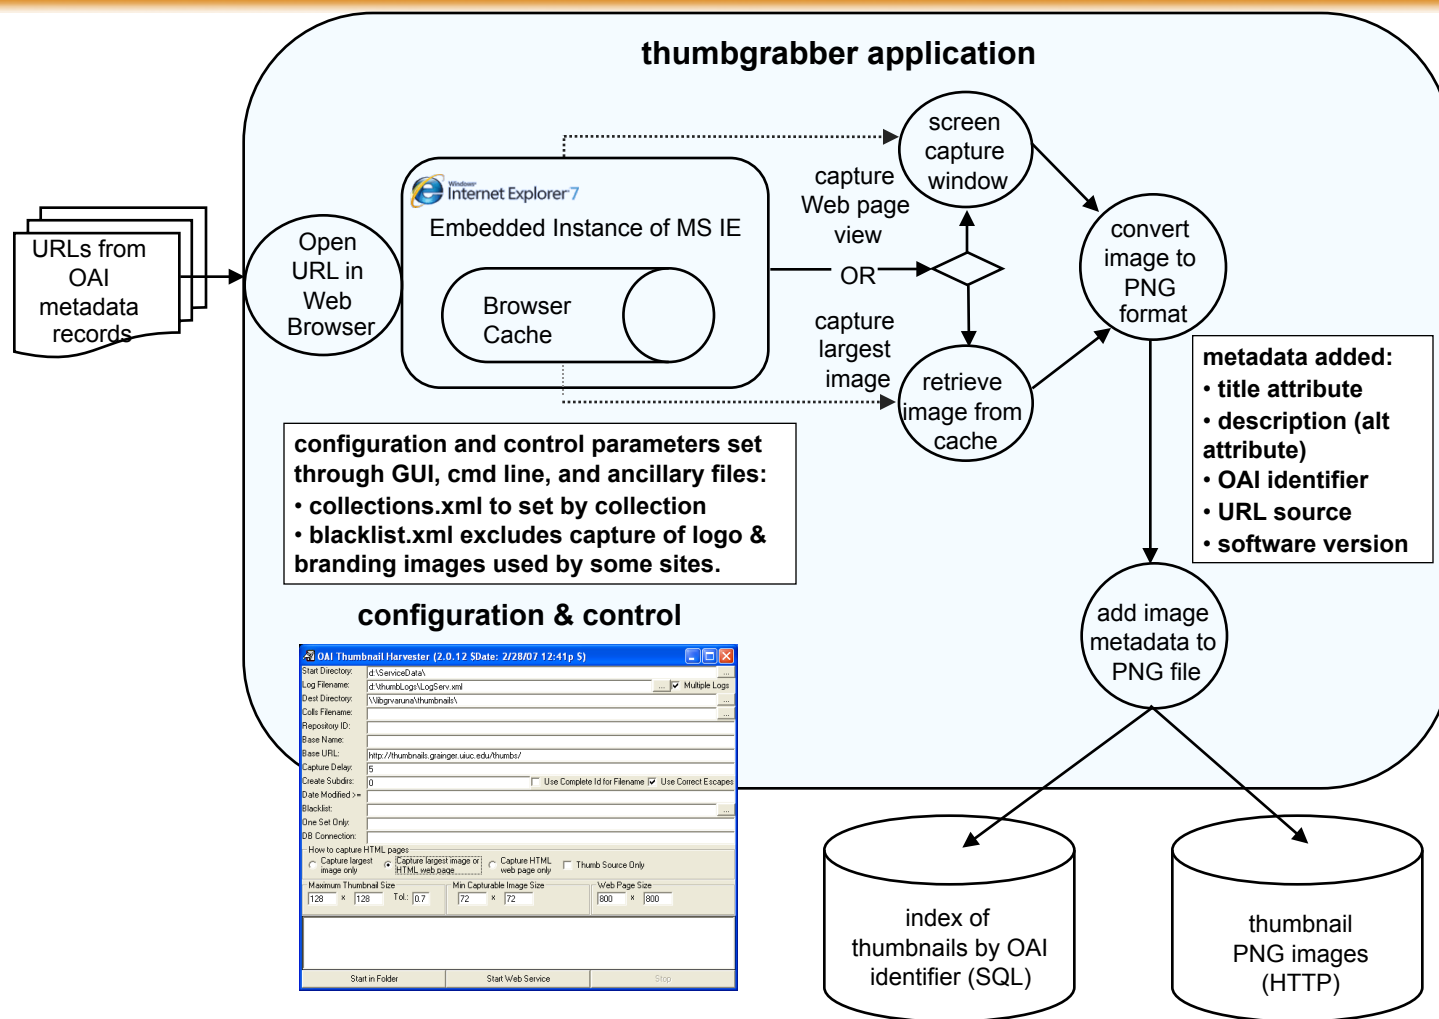 thumbgrabber application
URLs from
OAI
metadata
records
Open
URL in
Web
Browser
Windows
Internet Explorer 7
Embedded Instance of MS IE
Browser
Cache
capture
Web page
view
OR
capture
largest
image
screen
capture
window
retrieve
image from
cache
convert
image to
PNG
format
metadata added:
• title attribute
• description (alt
attribute)
• OAI identifier
• URL source
• software version
configuration and control parameters set
through GUI, cmd line, and ancillary files:
• collections.xml to set by collection
• blacklist.xml excludes capture of logo &
branding images used by some sites.
add image
metadata to
PNG file
configuration & control
OAI Thumbnail Harvester (2.0.12 $Date: 2/28/07 12:41p $)
Start Directory: d:\ServiceData\ ...
Log Filename: d:\thumbLogs\LogServ.xml ... Multiple Logs
Dest Directory: \\libgrvaruna\thumbnails\ ...
Colls Filename: ...
Repository ID:
Base Name:
Base URL: http://thumbnails.grainger.uiuc.edu/thumbs/
Capture Delay: 5
Create Subdirs: 0 Use Complete Id for Filename Use Correct Escapes
Date Modified >=
Blacklist: ...
One Set Only:
DB Connection:
How to capture HTML pages
Capture largest
image only
Capture largest image or
HTML web page
Capture HTML
web page only
Thumb Source Only
Maximum Thumbnail Size
128 x 128 Tol.: 0.7
Min Capturable Image Size
72 x 72
Web Page Size
800 x 800
Start in Folder
Start Web Service
Stop
index of
thumbnails by OAI
identifier (SQL)
thumbnail
PNG images
(HTTP)